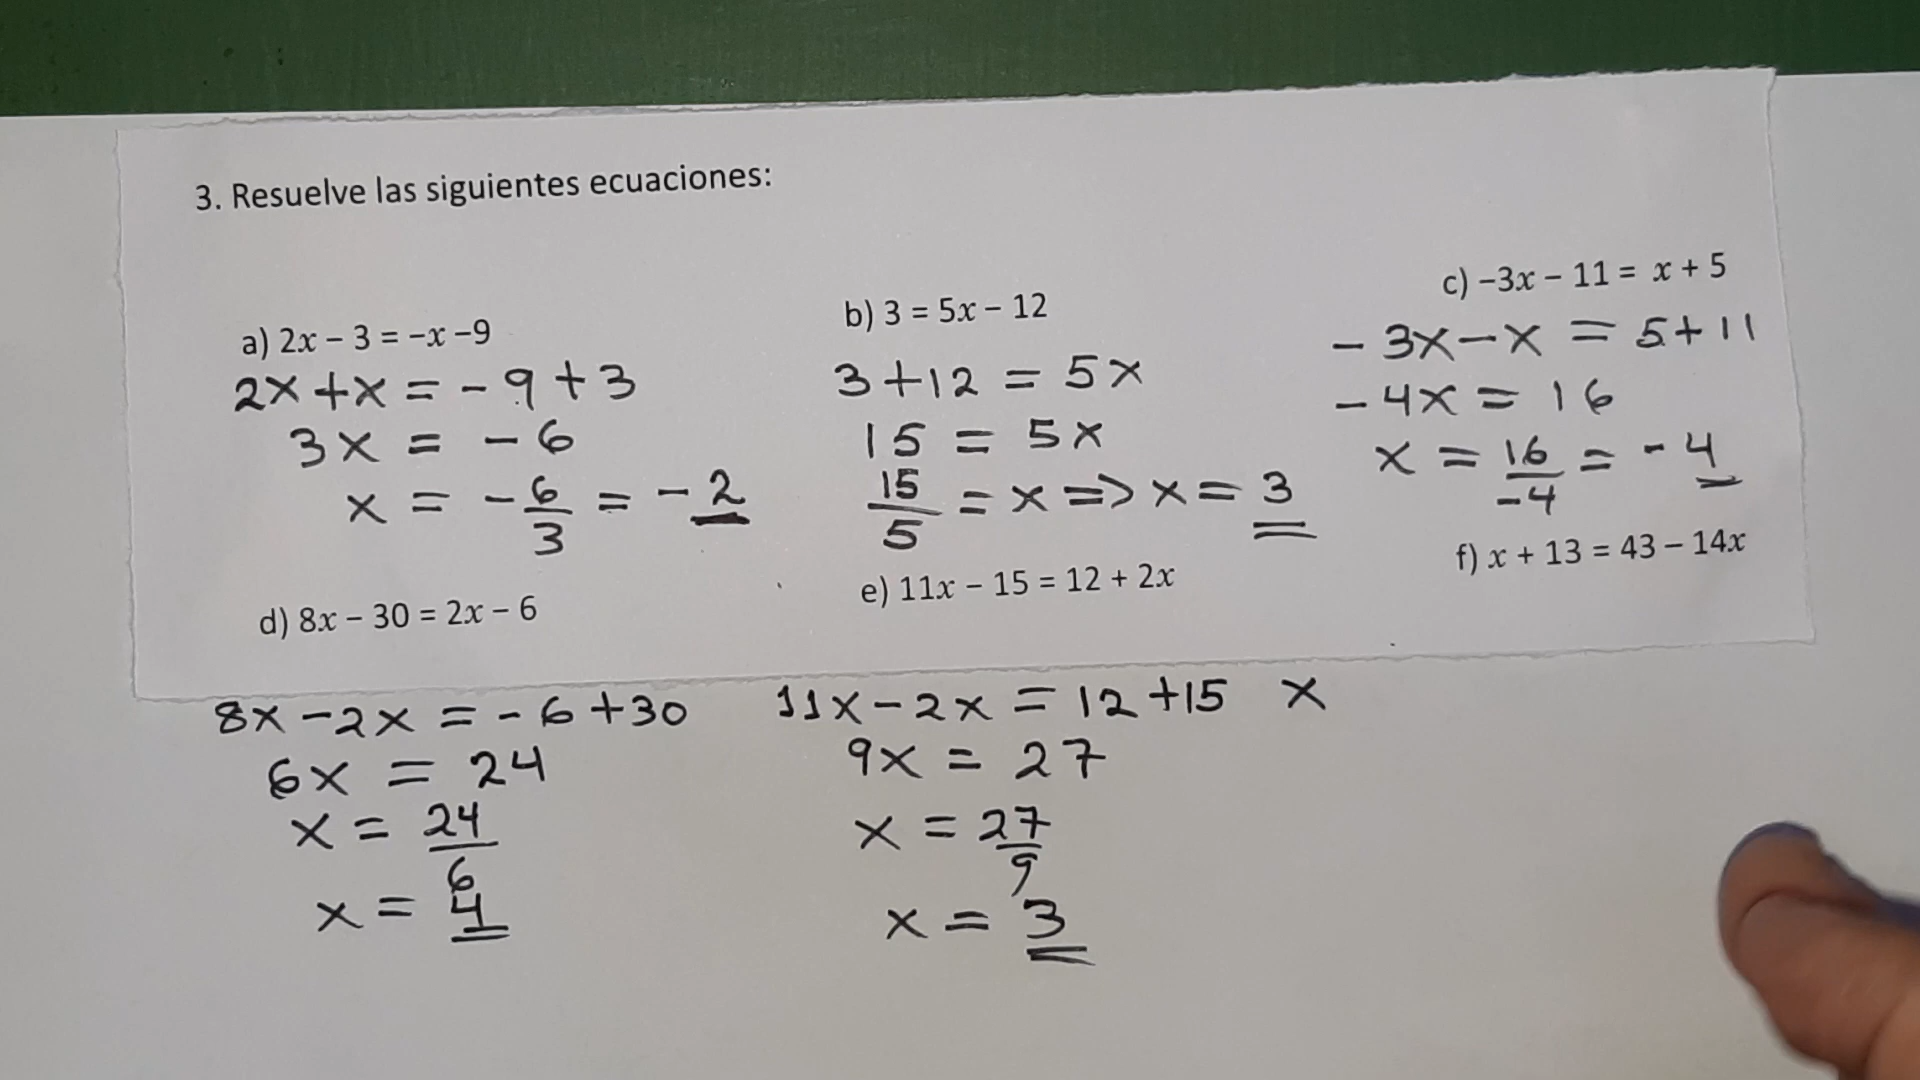 3. Resuelve las siguientes ecuaciones:
a) 2x – 3 = –x –9
2x + x = - 9 + 3
3x = - 6
x = - 6/3 = - 2
b) 3 = 5x – 12
3 + 12 = 5x
15 = 5x
15/5 = x => x = 3
c) –3x – 11 = x + 5
- 3x - x = 5 + 11
- 4x = 16
x = 16/-4 = - 4
d) 8x – 30 = 2x – 6
8x - 2x = - 6 + 30
6x = 24
x = 24/6
x = 4
e) 11x – 15 = 12 + 2x
11x - 2x = 12 + 15
9x = 27
x = 27/9
x = 3
f) x + 13 = 43 – 14x
x